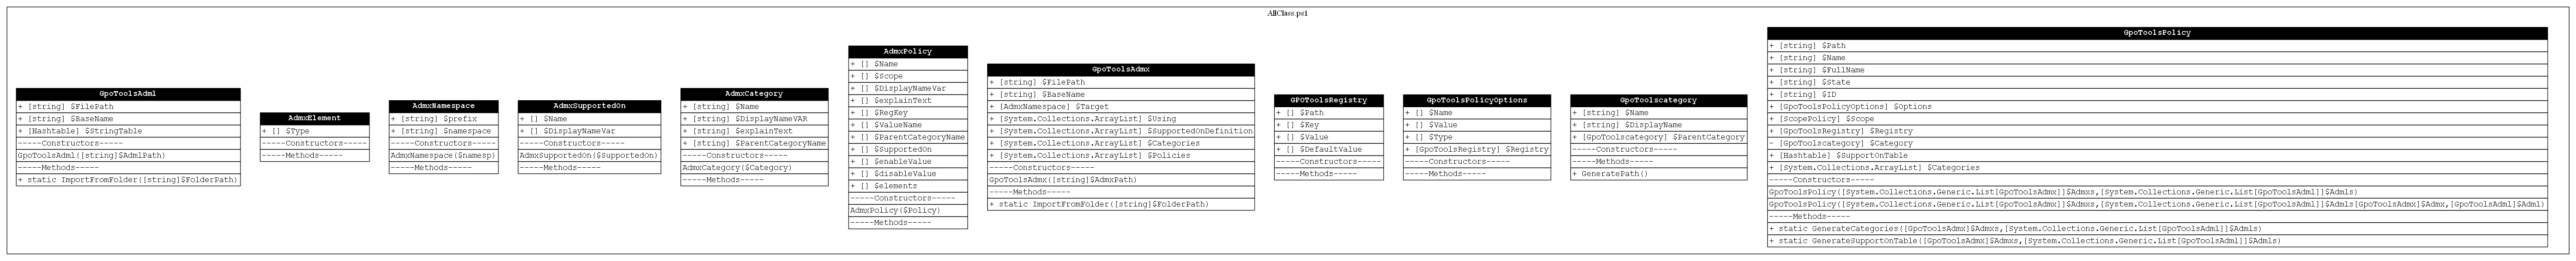 AllClass.ps1
GpoToolsAdml
+ [string] $FilePath
+ [string] $BaseName
+ [Hashtable] $StringTable
-----Constructors-----
GpoToolsAdml([string]$AdmlPath)
-----Methods-----
+ static ImportFromFolder([string]$FolderPath)
AdmxElement
+ [] $Type
-----Constructors-----
-----Methods-----
AdmxNamespace
+ [string] $prefix
+ [string] $namespace
-----Constructors-----
AdmxNamespace($namesp)
-----Methods-----
AdmxSupportedOn
+ [] $Name
+ [] $DisplayNameVar
-----Constructors-----
AdmxSupportedOn($SupportedOn)
-----Methods-----
AdmxCategory
+ [string] $Name
+ [string] $DisplayNameVAR
+ [string] $explainText
+ [string] $ParentCategoryName
-----Constructors-----
AdmxCategory($Category)
-----Methods-----
AdmxPolicy
+ [] $Name
+ [] $Scope
+ [] $DisplayNameVar
+ [] $explainText
+ [] $RegKey
+ [] $ValueName
+ [] $ParentCategoryName
+ [] $SupportedOn
+ [] $enableValue
+ [] $disableValue
+ [] $elements
-----Constructors-----
AdmxPolicy($Policy)
-----Methods-----
GpoToolsAdmx
+ [string] $FilePath
+ [string] $BaseName
+ [AdmxNamespace] $Target
+ [System.Collections.ArrayList] $Using
+ [System.Collections.ArrayList] $SupportedOnDefinition
+ [System.Collections.ArrayList] $Categories
+ [System.Collections.ArrayList] $Policies
-----Constructors-----
GpoToolsAdmx([string]$AdmxPath)
-----Methods-----
+ static ImportFromFolder([string]$FolderPath)
GPOToolsRegistry
+ [] $Path
+ [] $Key
+ [] $Value
+ [] $DefaultValue
-----Constructors-----
-----Methods-----
GpoToolsPolicyOptions
+ [] $Name
+ [] $Value
+ [] $Type
+ [GpoToolsRegistry] $Registry
-----Constructors-----
-----Methods-----
GpoToolscategory
+ [string] $Name
+ [string] $DisplayName
+ [GpoToolscategory] $ParentCategory
-----Constructors-----
-----Methods-----
+ GeneratePath()
GpoToolsPolicy
+ [string] $Path
+ [string] $Name
+ [string] $FullName
+ [string] $State
+ [string] $ID
+ [GpoToolsPolicyOptions] $Options
+ [ScopePolicy] $Scope
+ [GpoToolsRegistry] $Registry
- [GpoToolscategory] $Category
+ [Hashtable] $SupportOnTable
+ [System.Collections.ArrayList] $Categories
-----Constructors-----
GpoToolsPolicy([System.Collections.Generic.List[GpoToolsAdmx]]$Admxs,[System.Collections.Generic.List[GpoToolsAdml]]$Admls)
GpoToolsPolicy([System.Collections.Generic.List[GpoToolsAdmx]]$Admxs,[System.Collections.Generic.List[GpoToolsAdml]]$Admls[GpoToolsAdmx]$Admx,[GpoToolsAdml]$Adml)
-----Methods-----
+ static GenerateCategories([GpoToolsAdmx]$Admxs,[System.Collections.Generic.List[GpoToolsAdml]]$Admls)
+ static GenerateSupportOnTable([GpoToolsAdmx]$Admxs,[System.Collections.Generic.List[GpoToolsAdml]]$Admls)